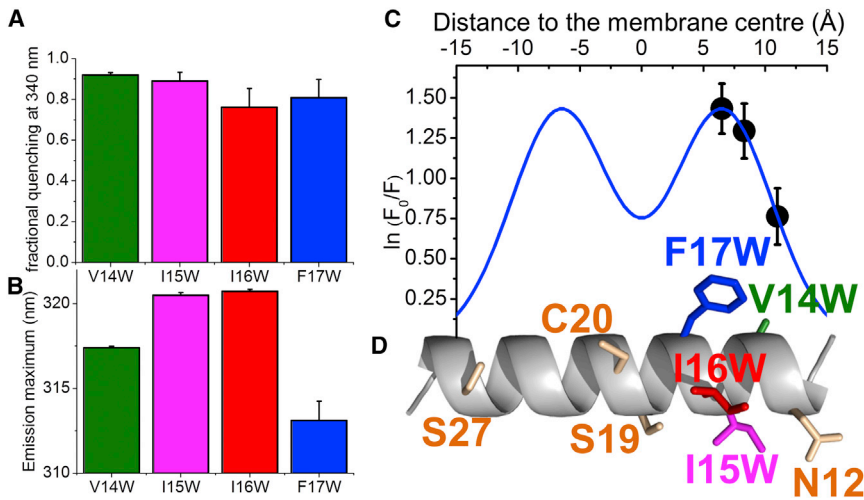 A
fractional quenching at 340 nm
1.0
0.8
0.6
0.4
0.2
0.0
V14W I15W I16W F17W
B
Emission maximum (nm)
320
315
310
V14W I15W I16W F17W
C
Distance to the membrane centre (Å)
-15 -10 -5 0 5 10 15
ln (F₀/F)
1.50
1.25
1.00
0.75
0.50
0.25
D
F17W
V14W
C20
I16W
S27
S19
I15W
N12